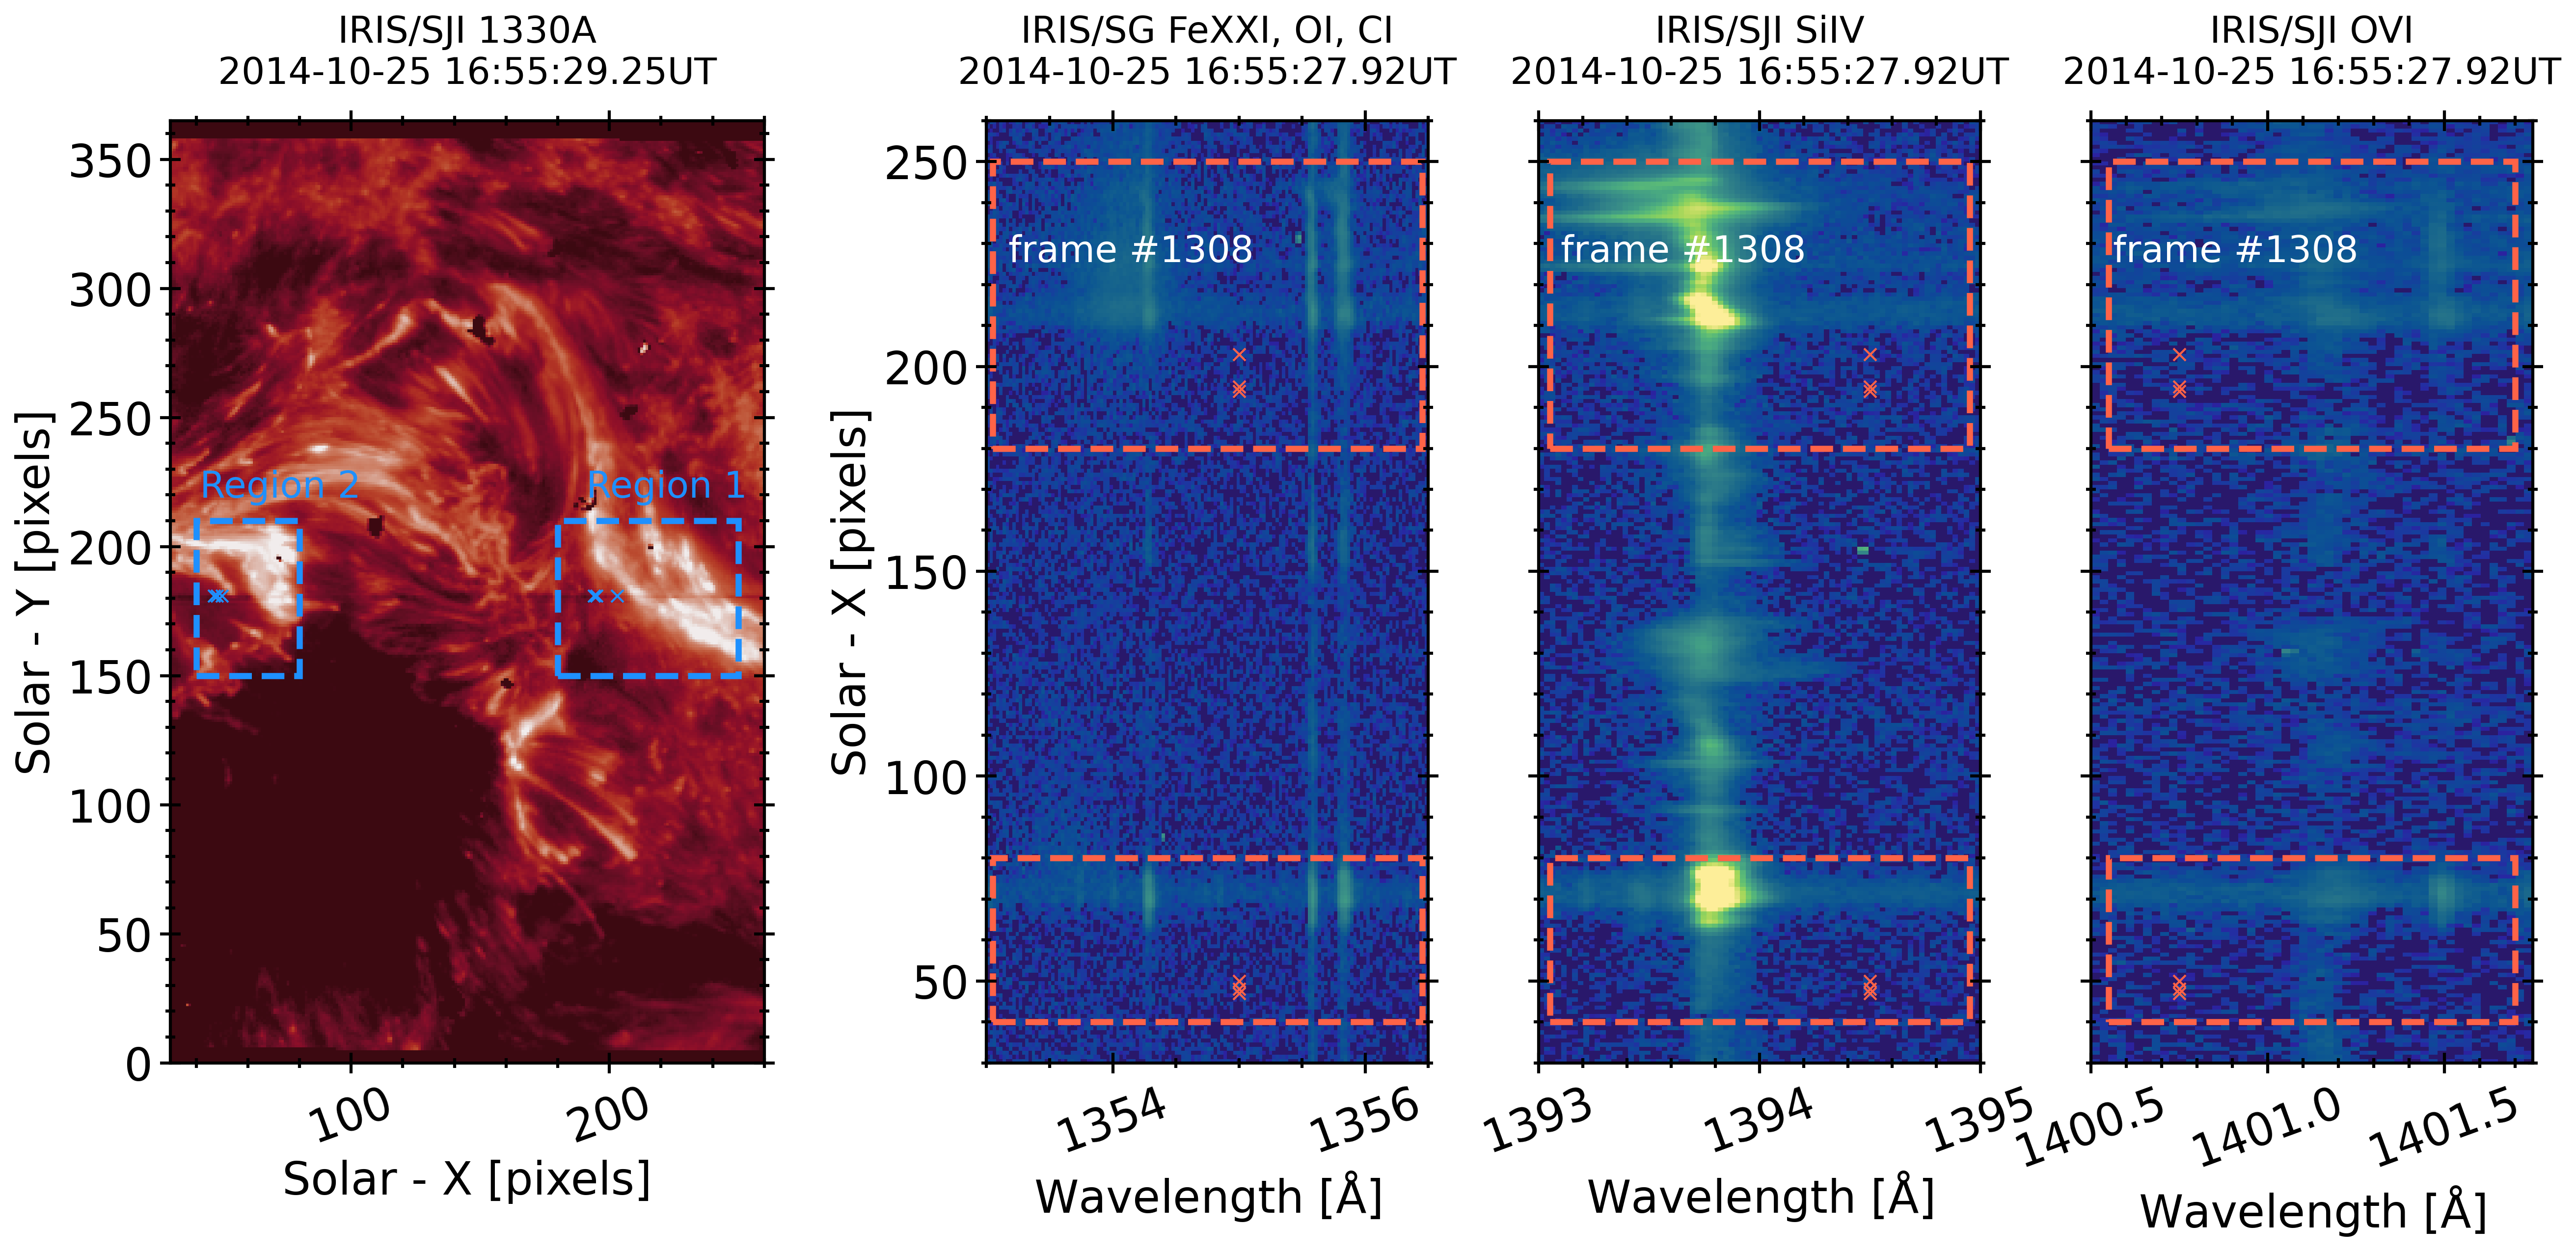 IRIS/SJI 1330A
2014-10-25 16:55:29.25UT
Solar - Y [pixels]
350
300
250
200
150
100
50
0
Region 2
Region 1
100
200
Solar - X [pixels]
IRIS/SG FeXXI, OI, CI
2014-10-25 16:55:27.92UT
Solar - X [pixels]
250
200
150
100
50
frame #1308
1354
1356
Wavelength [Å]
IRIS/SJI SiIV
2014-10-25 16:55:27.92UT
frame #1308
1393
1394
1395
Wavelength [Å]
IRIS/SJI OVI
2014-10-25 16:55:27.92UT
frame #1308
1400.5
1401.0
1401.5
Wavelength [Å]